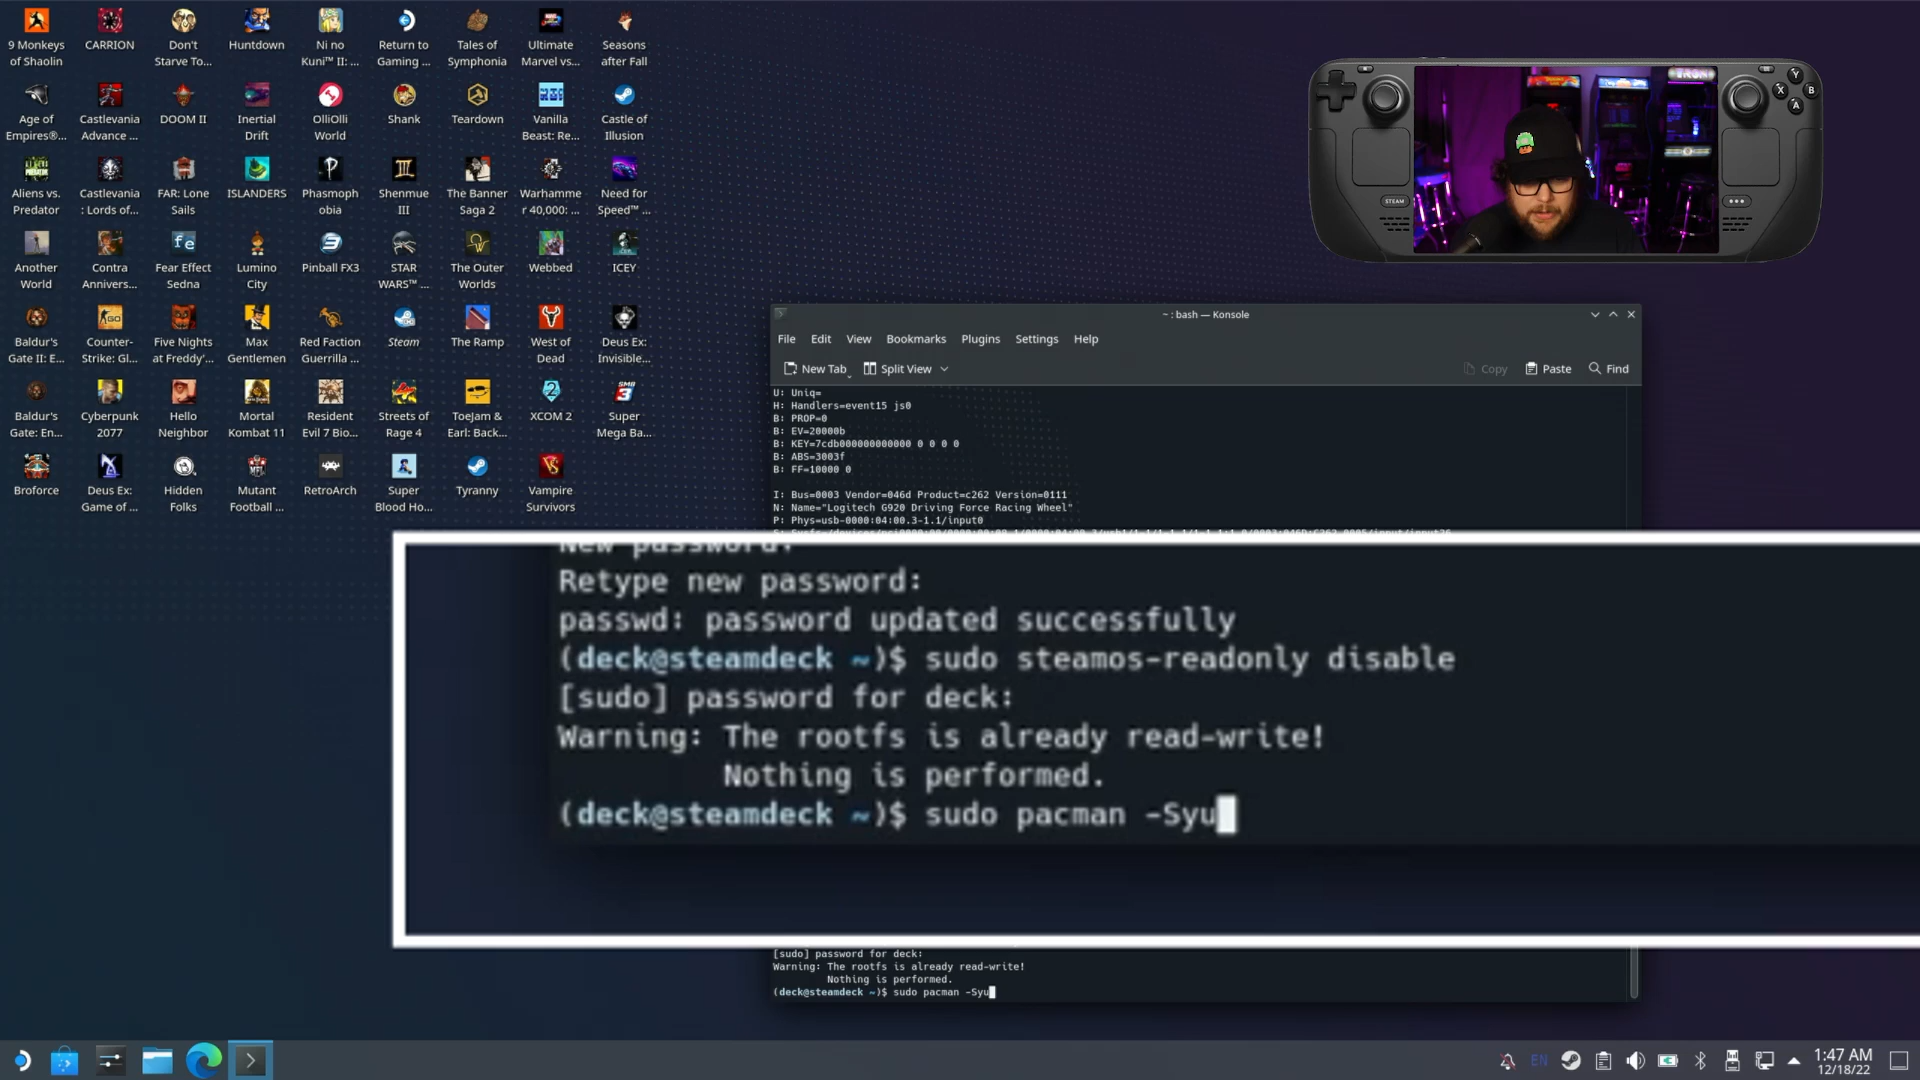 9 Monkeys
of Shaolin
CARRION
Don't
Starve To...
Huntdown
Ni no
Kuni™ II: ...
Return to
Gaming ...
Tales of
Symphonia
Ultimate
Marvel vs...
Seasons
after Fall
Age of
Empires®...
Castlevania
Advance ...
DOOM II
Inertial
Drift
OlliOlli
World
Shank
Teardown
Vanilla
Beast: Re...
Castle of
Illusion
Aliens vs.
Predator
Castlevania
: Lords of...
FAR: Lone
Sails
ISLANDERS
Phasmoph
obia
Shenmue
III
The Banner
Saga 2
Warhamme
r 40,000: ...
Need for
Speed™ ...
Another
World
Contra
Annivers...
Fear Effect
Sedna
Lumino
City
Pinball FX3
STAR
WARS™ ...
The Outer
Worlds
Webbed
ICEY
Baldur's
Gate II: E...
Counter-
Strike: Gl...
Five Nights
at Freddy'...
Max
Gentlemen
Red Faction
Guerrilla ...
Steam
The Ramp
West of
Dead
Deus Ex:
Invisible...
Baldur's
Gate: En...
Cyberpunk
2077
Hello
Neighbor
Mortal
Kombat 11
Resident
Evil 7 Bio...
Streets of
Rage 4
ToeJam &
Earl: Back...
XCOM 2
Super
Mega Ba...
Broforce
Deus Ex:
Game of ...
Hidden
Folks
Mutant
Football ...
RetroArch
Super
Blood Ho...
Tyranny
Vampire
Survivors
STEAM
TRON
Y
X
B
A
~ : bash — Konsole
File Edit View Bookmarks Plugins Settings Help
New Tab Split View Copy Paste Find
U: Uniq=
H: Handlers=event15 js0
B: PROP=0
B: EV=20000b
B: KEY=7cdb000000000000 0 0 0 0
B: ABS=3003f
B: FF=10000 0
I: Bus=0003 Vendor=046d Product=c262 Version=0111
N: Name="Logitech G920 Driving Force Racing Wheel"
P: Phys=usb-0000:04:00.3-1.1/input0
New password:
Retype new password:
passwd: password updated successfully
(deck@steamdeck ~)$ sudo steamos-readonly disable
[sudo] password for deck:
Warning: The rootfs is already read-write!
Nothing is performed.
(deck@steamdeck ~)$ sudo pacman -Syu
[sudo] password for deck:
Warning: The rootfs is already read-write!
Nothing is performed.
(deck@steamdeck ~)$ sudo pacman -Syu
EN
1:47 AM
12/18/22